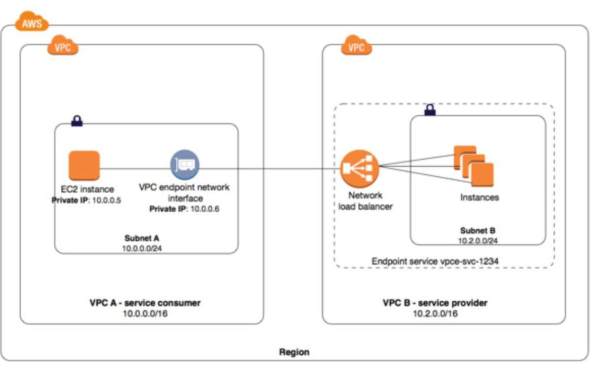 AWS
VPC
VPC
EC2 instance
Private IP: 10.0.0.5
VPC endpoint network
interface
Private IP: 10.0.0.6
Subnet A
10.0.0.0/24
VPC A - service consumer
10.0.0.0/16
Network
load balancer
Instances
Subnet B
10.2.0.0/24
Endpoint service vpce-svc-1234
VPC B - service provider
10.2.0.0/16
Region